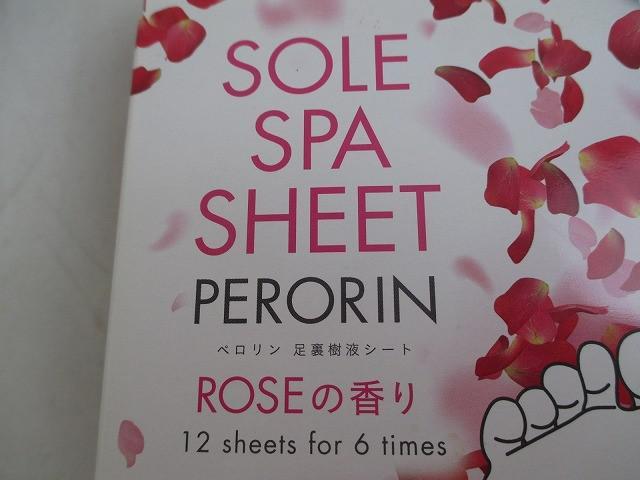 SOLE
SPA
SHEET
PERORIN
ペロリン 足裏樹液シート
ROSEの香り
12 sheets for 6 times